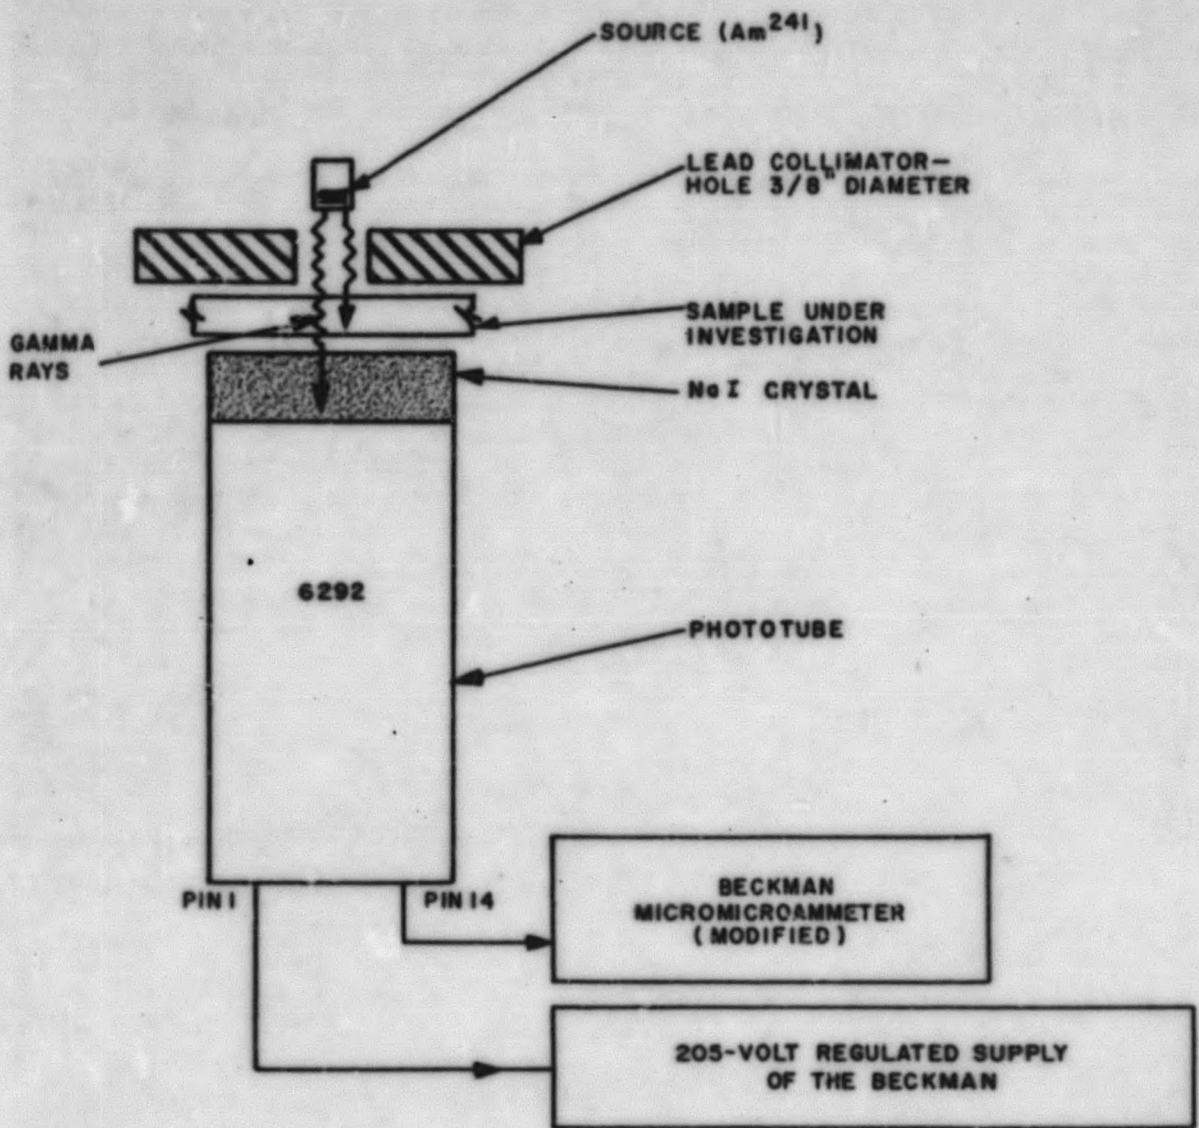 SOURCE (Am241)
LEAD COLLIMATOR—
HOLE 3/8" DIAMETER
SAMPLE UNDER
INVESTIGATION
GAMMA
RAYS
NaI CRYSTAL
6292
PHOTOTUBE
PIN 1
PIN 14
BECKMAN
MICROMICROAMMETER
(MODIFIED)
205-VOLT REGULATED SUPPLY
OF THE BECKMAN